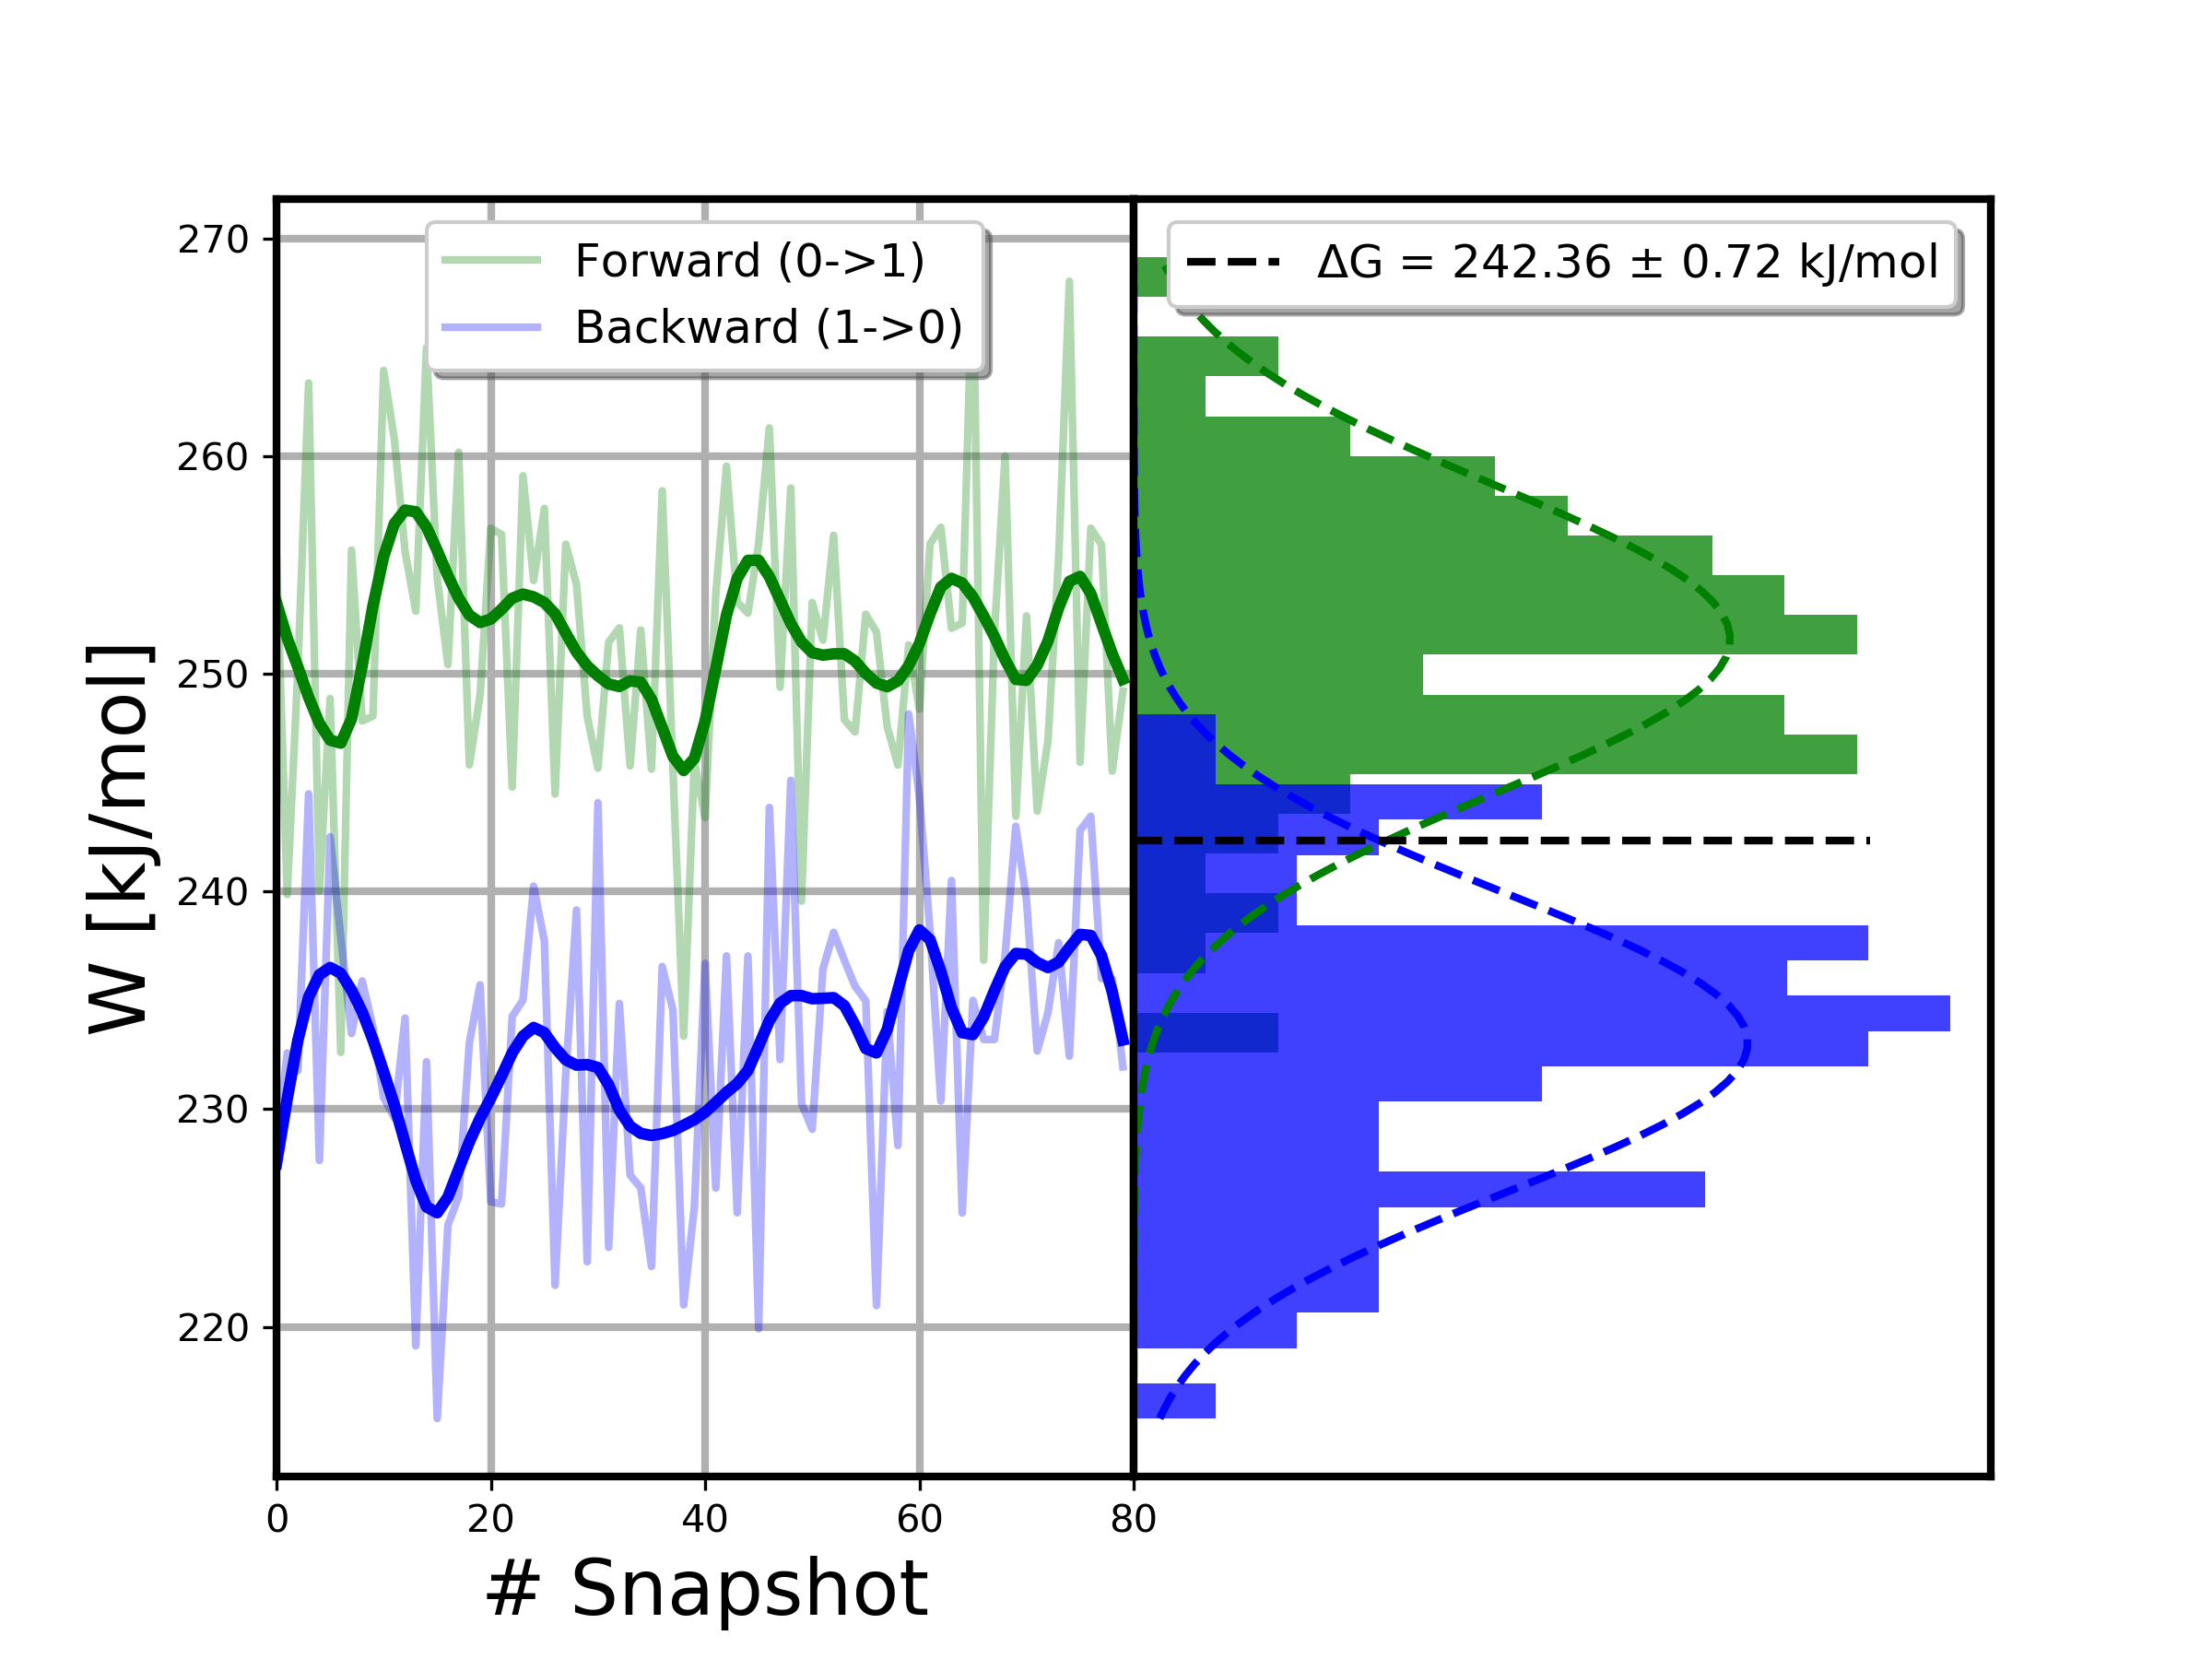 Forward (0->1)
Backward (1->0)
ΔG = 242.36 ± 0.72 kJ/mol
W [kJ/mol]
270
260
250
240
230
220
0 20 40 60 80
# Snapshot